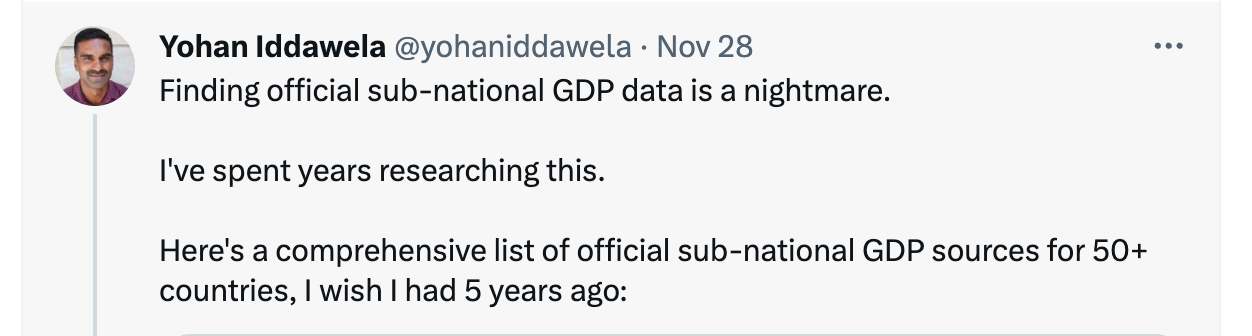 Yohan Iddawela @yohaniddawela · Nov 28
Finding official sub-national GDP data is a nightmare.
I've spent years researching this.
Here's a comprehensive list of official sub-national GDP sources for 50+
countries, I wish I had 5 years ago: